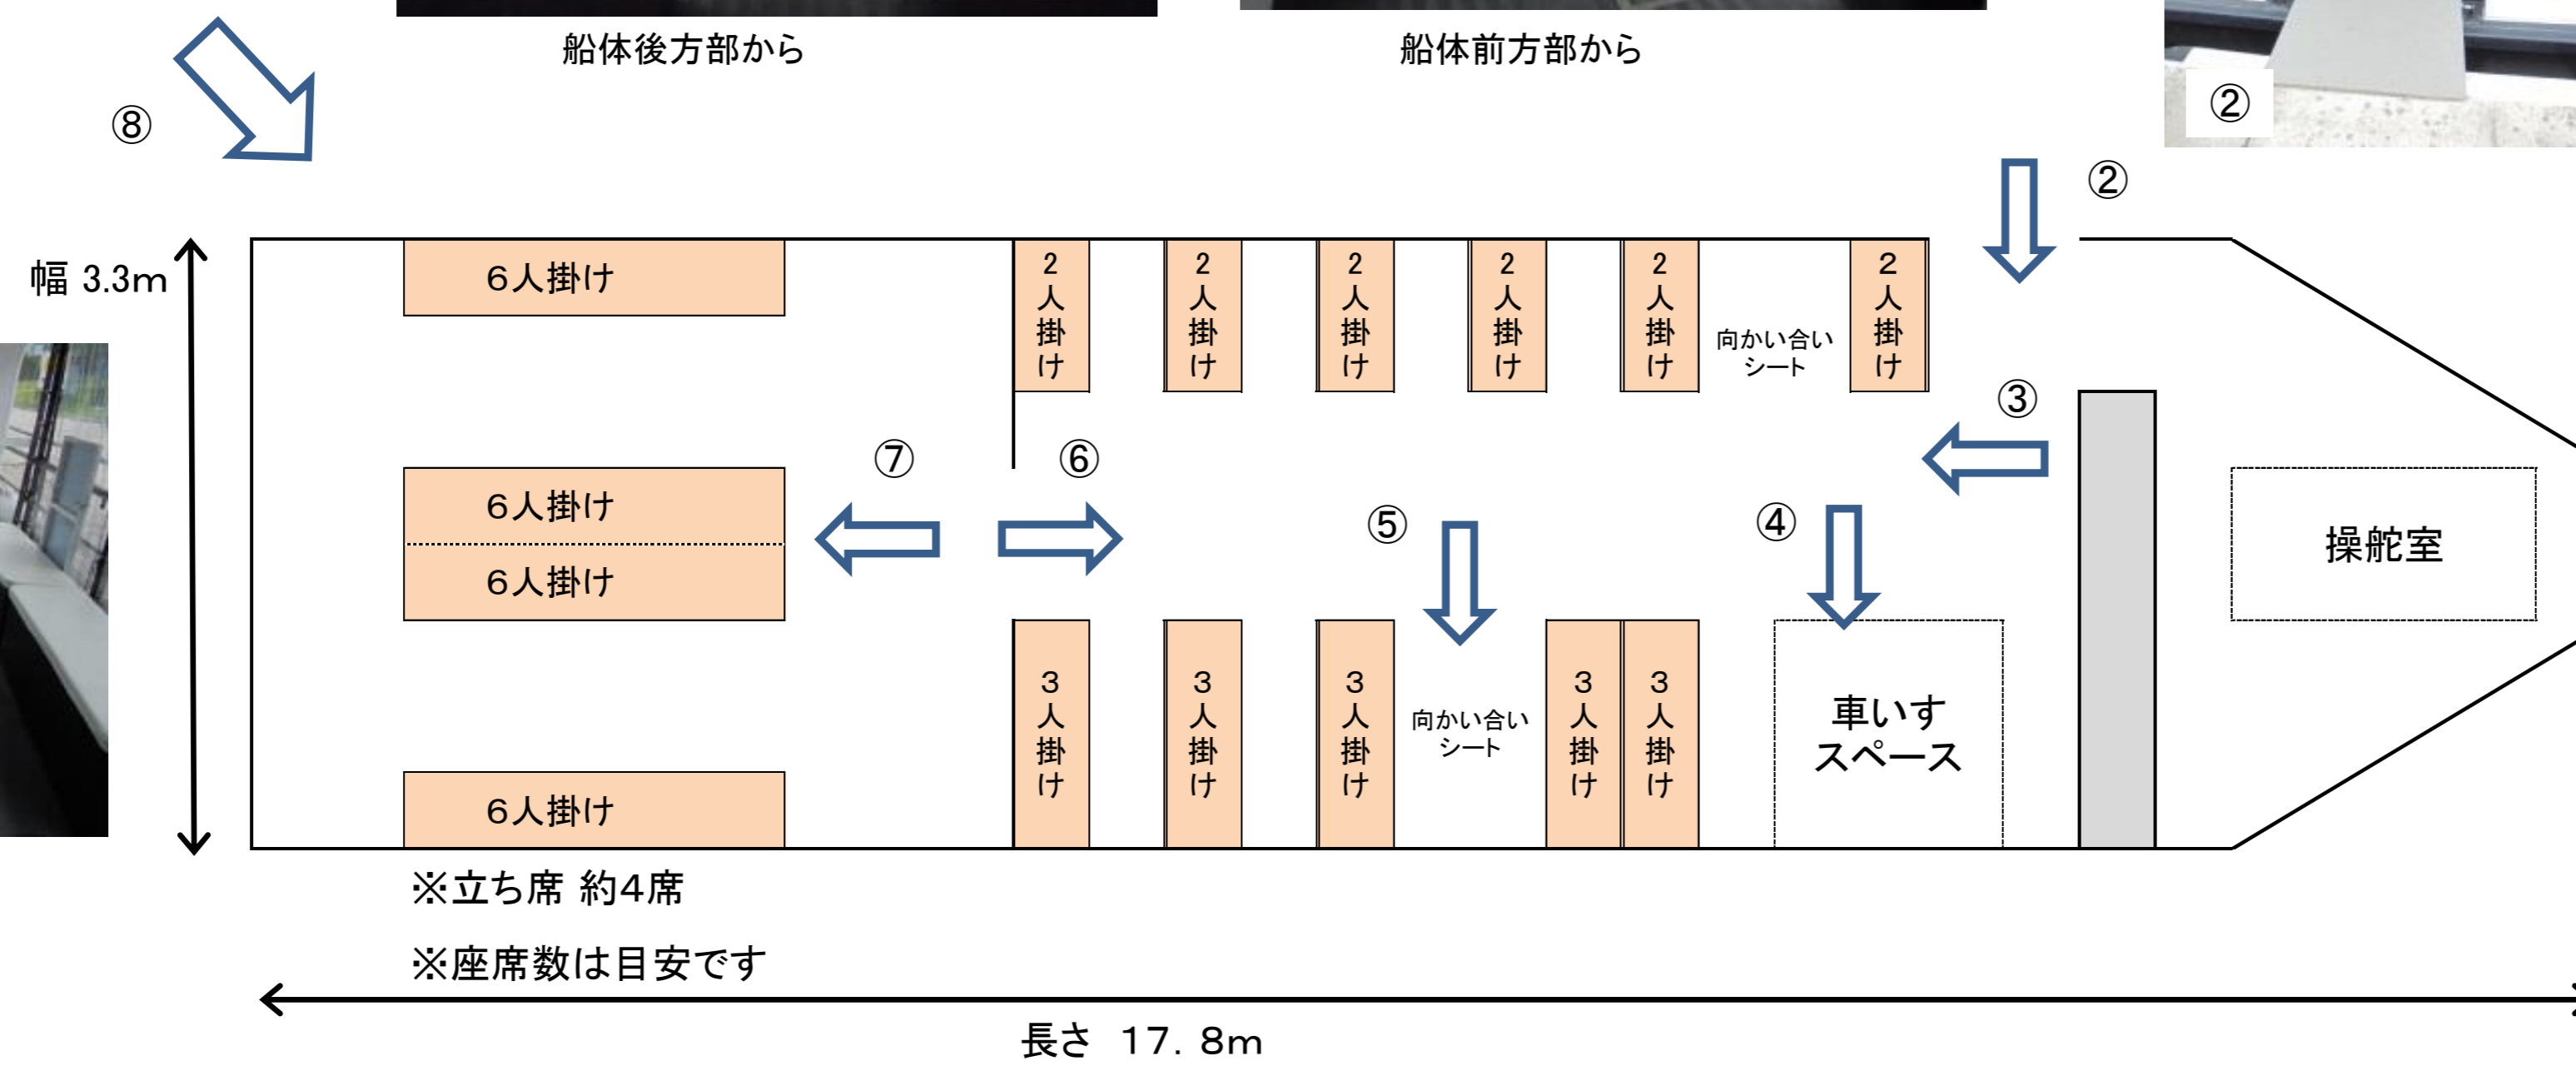 船体後方部から
船体前方部から
②
⑧
②
幅 3.3m
6人掛け
2人掛け
2人掛け
2人掛け
2人掛け
2人掛け
向かい合い
シート
2人掛け
③
⑦
⑥
6人掛け
6人掛け
⑤
④
操舵室
3人掛け
3人掛け
3人掛け
向かい合い
シート
3人掛け
3人掛け
車いす
スペース
6人掛け
※立ち席 約4席
※座席数は目安です
長さ　17．8m